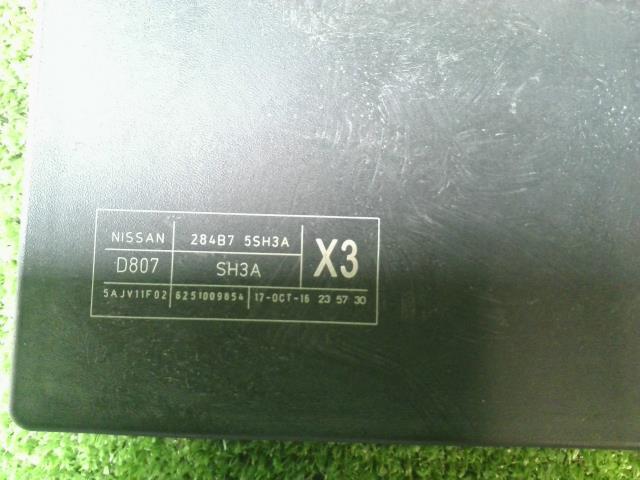 NISSAN 284B7 5SH3A X3
D807 SH3A
5AJV11F02 6251009854 17-OCT-16 23 57 30